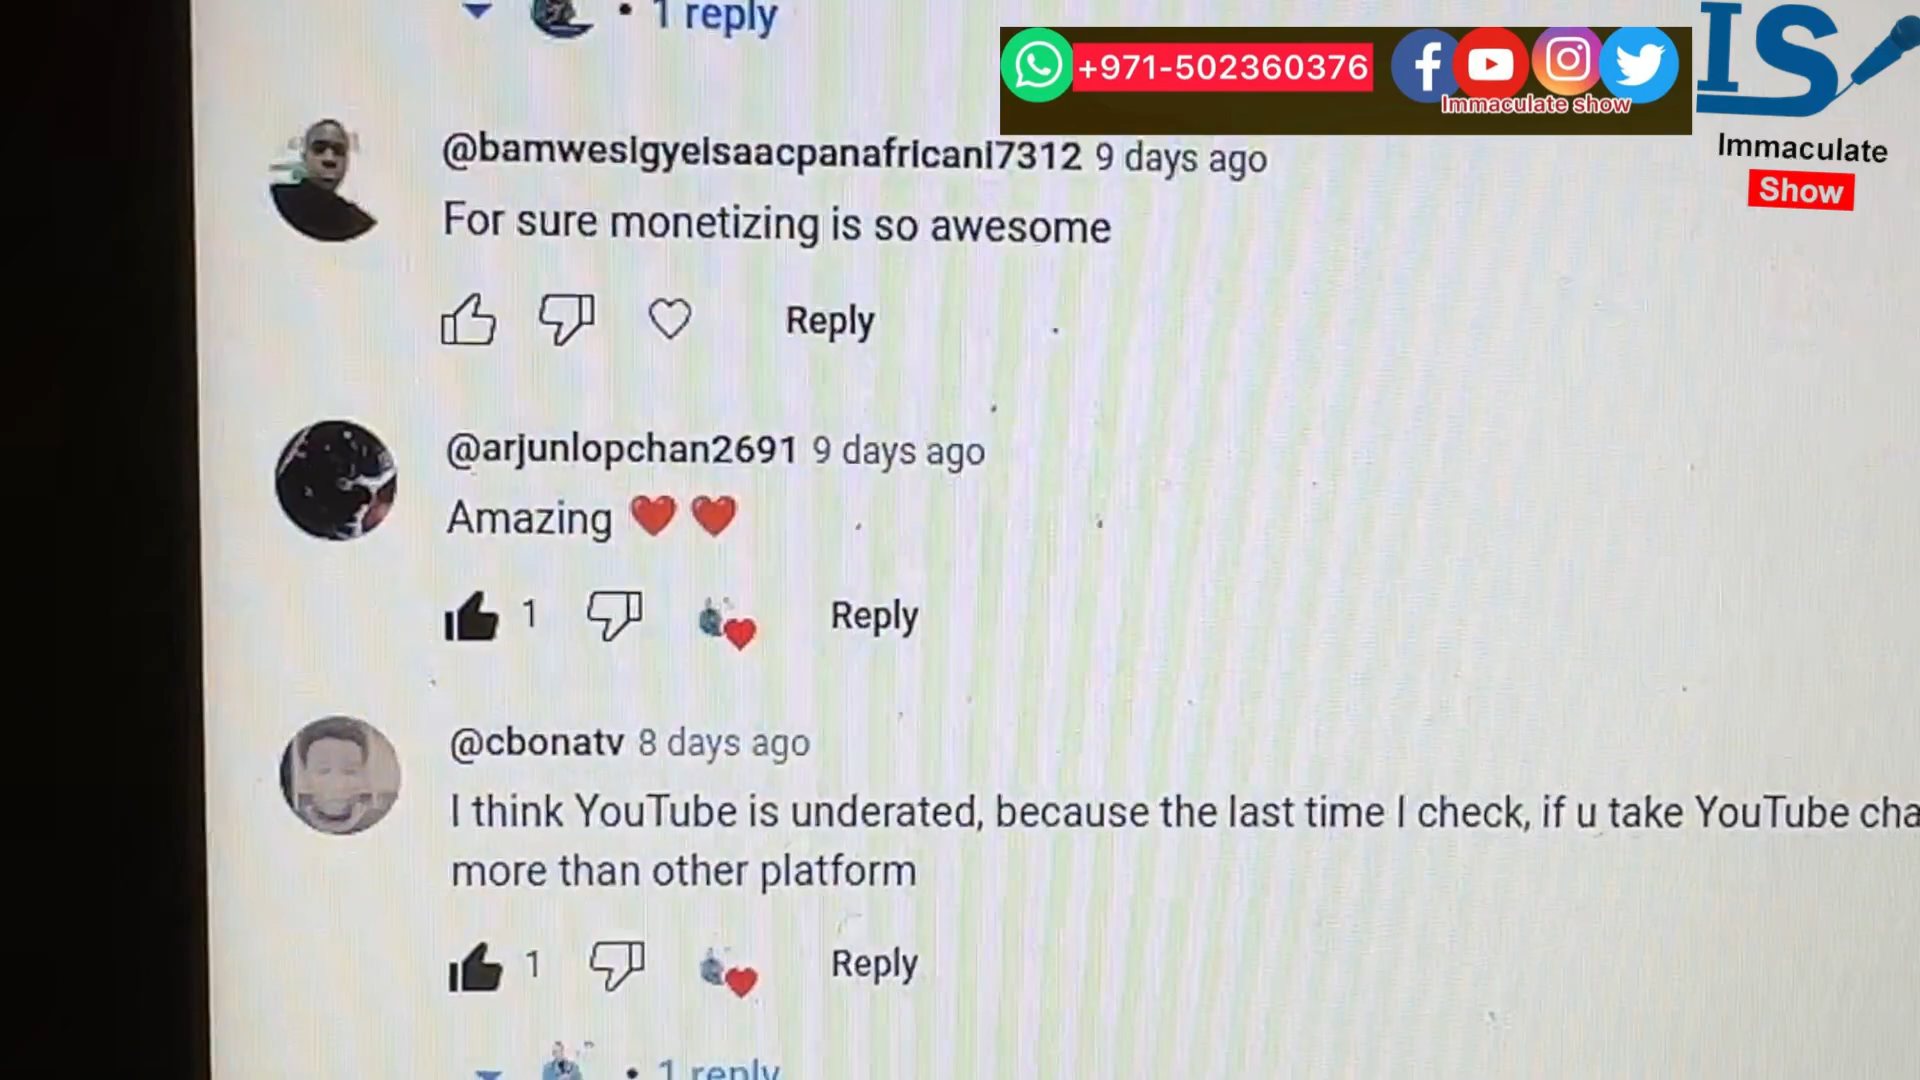 • 1 reply
+971-502360376
Immaculate show
IS
Immaculate
Show
@bamwesigyeisaacpanafricani7312 9 days ago
For sure monetizing is so awesome
Reply
@arjunlopchan2691 9 days ago
Amazing ❤️ ❤️
1 Reply
@cbonatv 8 days ago
I think YouTube is underated, because the last time I check, if u take YouTube cha
more than other platform
1 Reply
• 1 reply